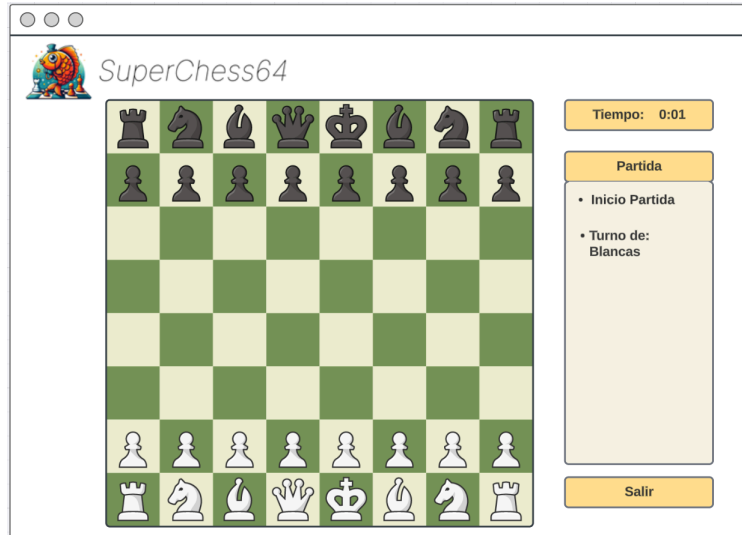 SuperChess64
Tiempo: 0:01
Partida
• Inicio Partida
• Turno de:
Blancas
Salir